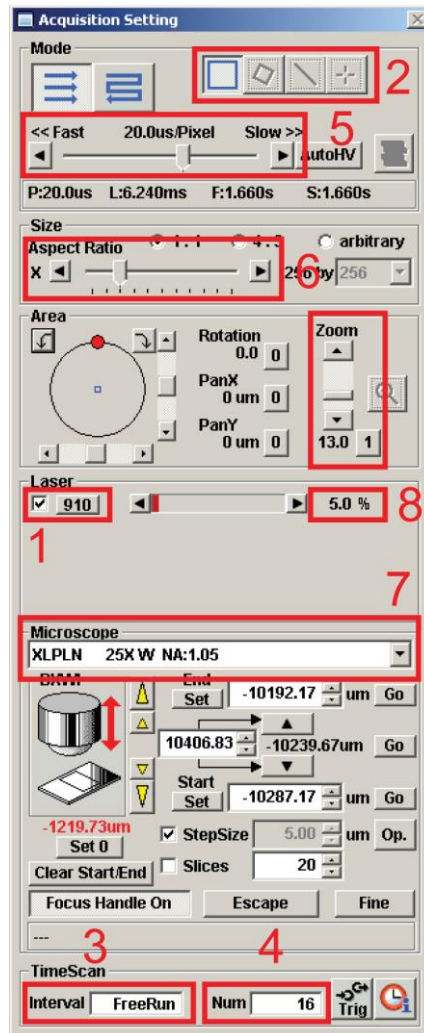 Acquisition Setting
Mode
2
<< Fast 20.0us/Pixel Slow >>
5
AutoHV
P:20.0us L:6.240ms F:1.660s S:1.660s
Size
Aspect Ratio
arbitrary
X
6
by 256
Area
Rotation
0.0 0
Zoom
PanX
0 um 0
PanY
0 um 0
13.0 1
Laser
910
5.0 %
8
1
7
Microscope
XLPLN 25X W NA:1.05
End
Set -10192.17 um Go
10406.83 -10239.67um Go
Start
Set -10287.17 um Go
-1219.73um
Set 0
StepSize 5.00 um Op.
Clear Start/End
Slices 20
Focus Handle On Escape Fine
---
3
4
TimeScan
Interval FreeRun Num 16 Trig